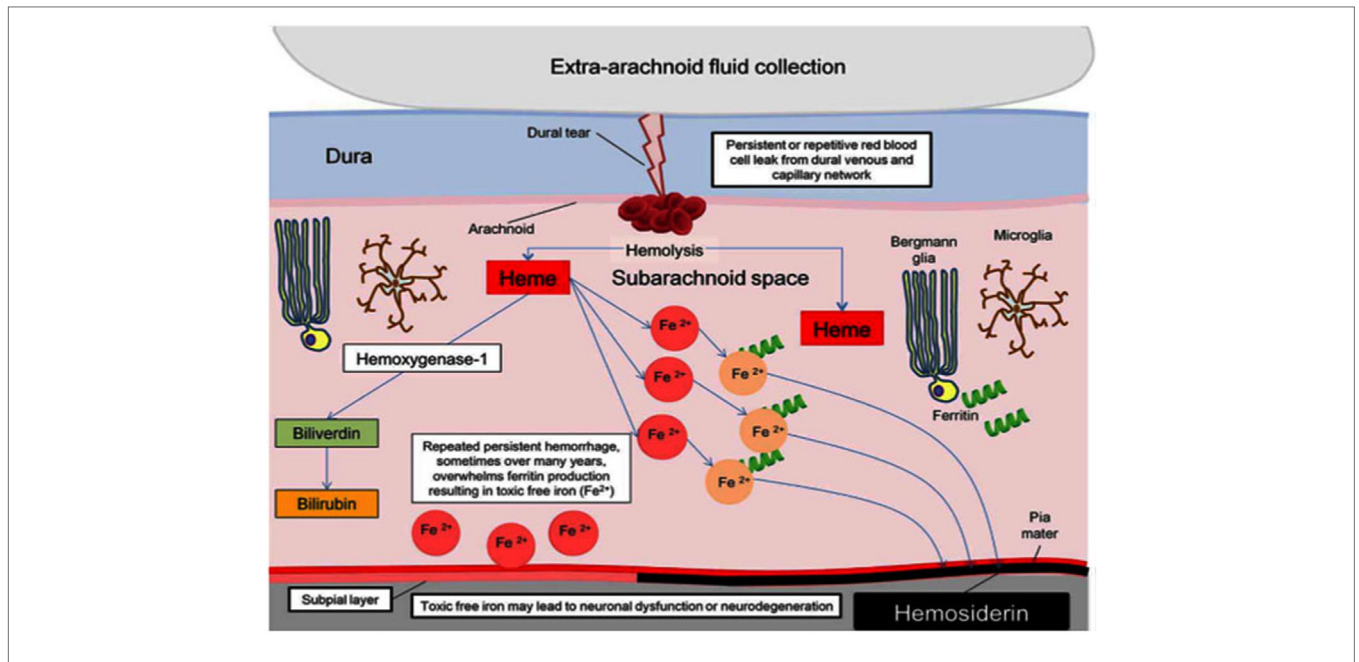 Extra-arachnoid fluid collection
Dural tear
Dura
Persistent or repetitive red blood
cell leak from dural venous and
capillary network
Arachnoid
Hemolysis
Bergmann
glia
Microglia
Heme
Subarachnoid space
Heme
Fe 2+
Fe 2+
Fe 2+
Fe 2+
Fe 2+
Fe 2+
Hemoxygenase-1
Ferritin
Biliverdin
Repeated persistent hemorrhage,
sometimes over many years,
overwhelms ferritin production
resulting in toxic free iron (Fe²⁺)
Bilirubin
Fe 2+
Fe 2+
Fe 2+
Pia
mater
Subpial layer
Toxic free iron may lead to neuronal dysfunction or neurodegeneration
Hemosiderin